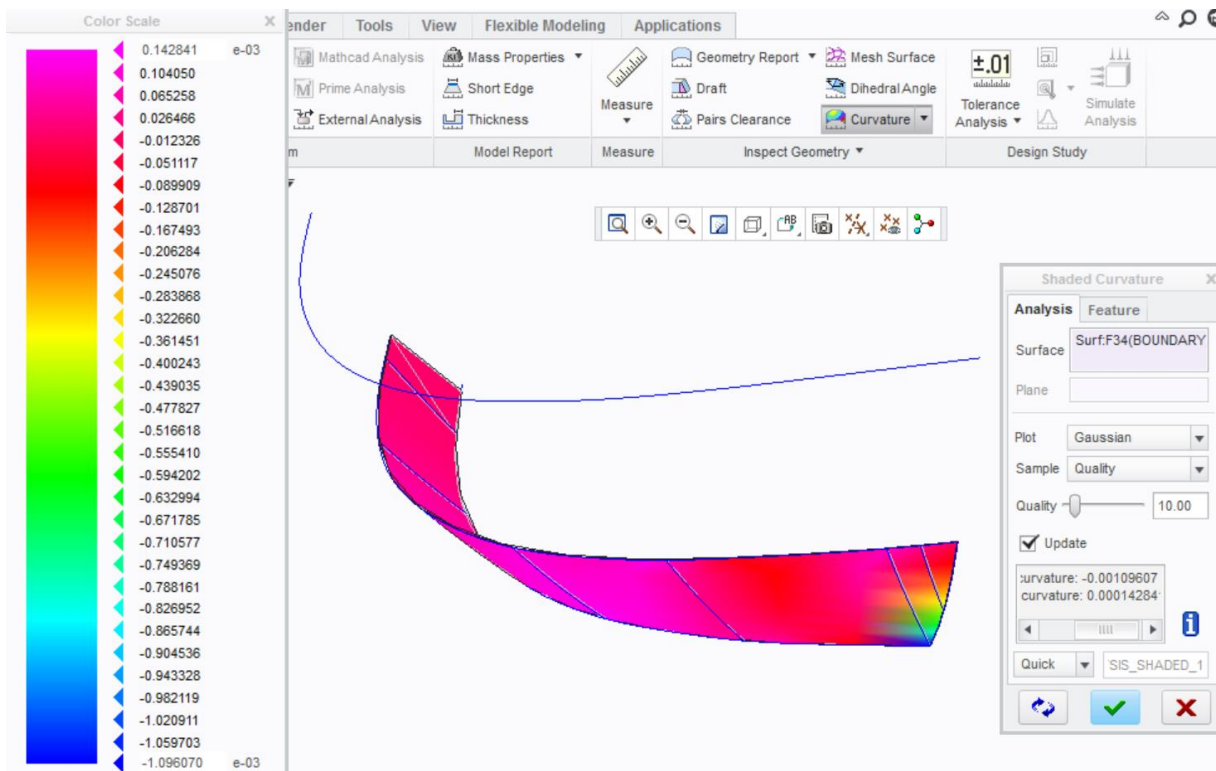 Color Scale X
0.142841 e-03
0.104050
0.065258
0.026466
-0.012326
-0.051117
-0.089909
-0.128701
-0.167493
-0.206284
-0.245076
-0.283868
-0.322660
-0.361451
-0.400243
-0.439035
-0.477827
-0.516618
-0.555410
-0.594202
-0.632994
-0.671785
-0.710577
-0.749369
-0.788161
-0.826952
-0.865744
-0.904536
-0.943328
-0.982119
-1.020911
-1.059703
-1.096070 e-03
ender Tools View Flexible Modeling Applications
Mathcad Analysis Mass Properties Geometry Report Mesh Surface
Prime Analysis Short Edge Draft Dihedral Angle
External Analysis Thickness Pairs Clearance Curvature
Measure
±.01
Tolerance
Analysis
Simulate
Analysis
m Model Report Measure Inspect Geometry Design Study
Shaded Curvature X
Analysis Feature
Surface Surf:F34(BOUNDARY
Plane
Plot Gaussian
Sample Quality
Quality 10.00
Update
:urvature: -0.00109607
curvature: 0.00014284
Quick 'SIS_SHADED_1